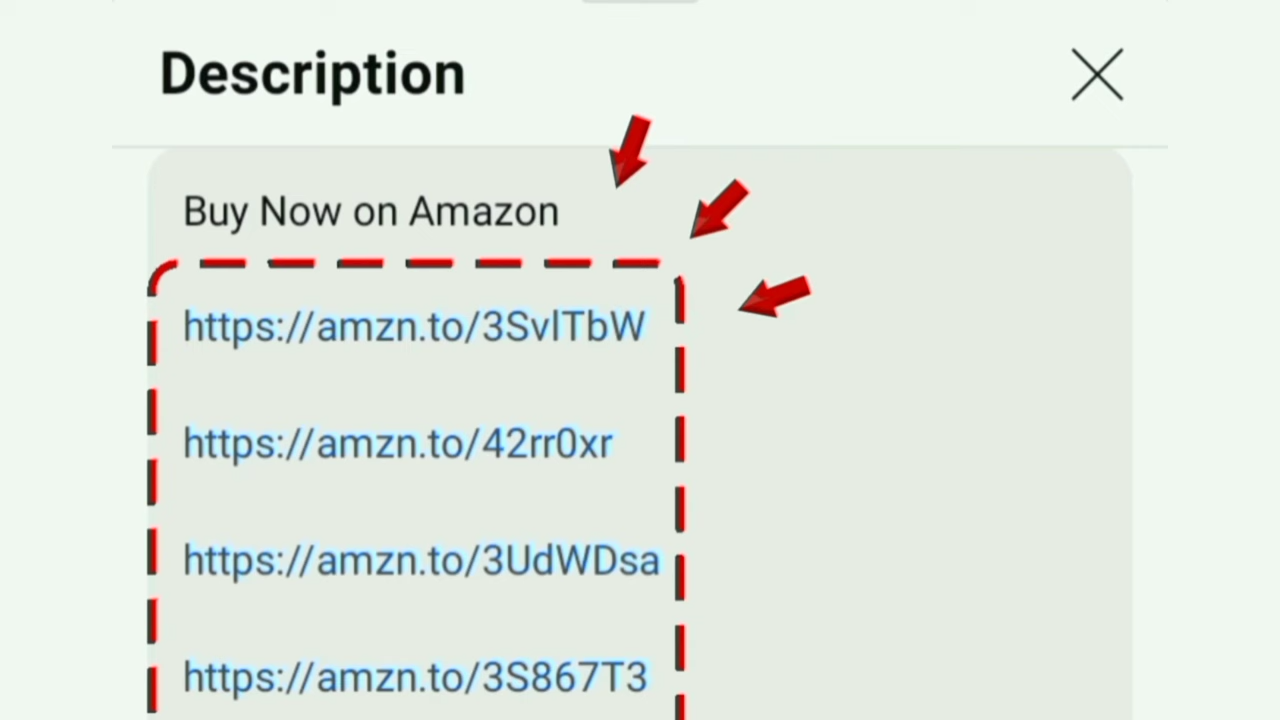 Description
Buy Now on Amazon
https://amzn.to/3SvlTbW
https://amzn.to/42rr0xr
https://amzn.to/3UdWDsa
https://amzn.to/3S867T3